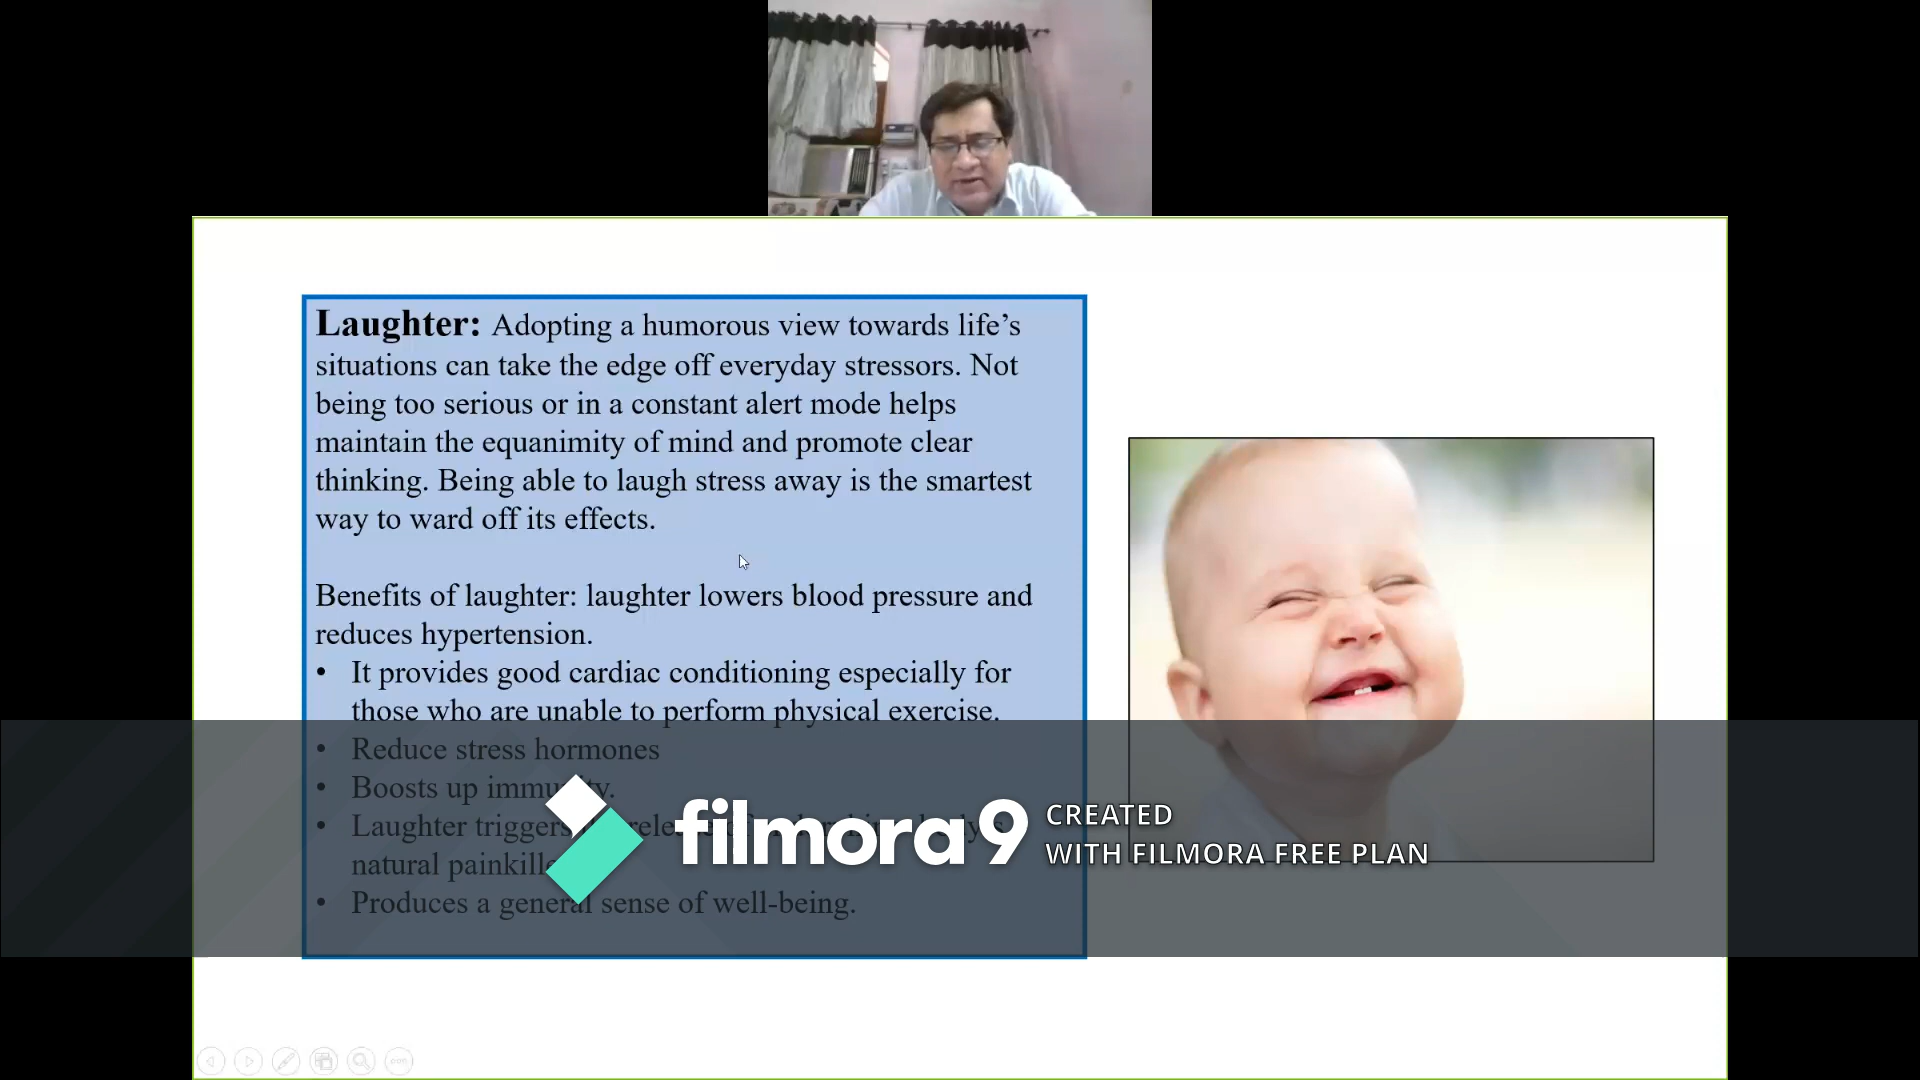 Laughter: Adopting a humorous view towards life’s
situations can take the edge off everyday stressors. Not
being too serious or in a constant alert mode helps
maintain the equanimity of mind and promote clear
thinking. Being able to laugh stress away is the smartest
way to ward off its effects.
Benefits of laughter: laughter lowers blood pressure and
reduces hypertension.
• It provides good cardiac conditioning especially for
those who are unable to perform physical exercise.
• Reduce stress hormones
• Boosts up
• Laughter triggers
natural
• Produces a general sense of well-being.
filmora9
CREATED
WITH FILMORA FREE PLAN